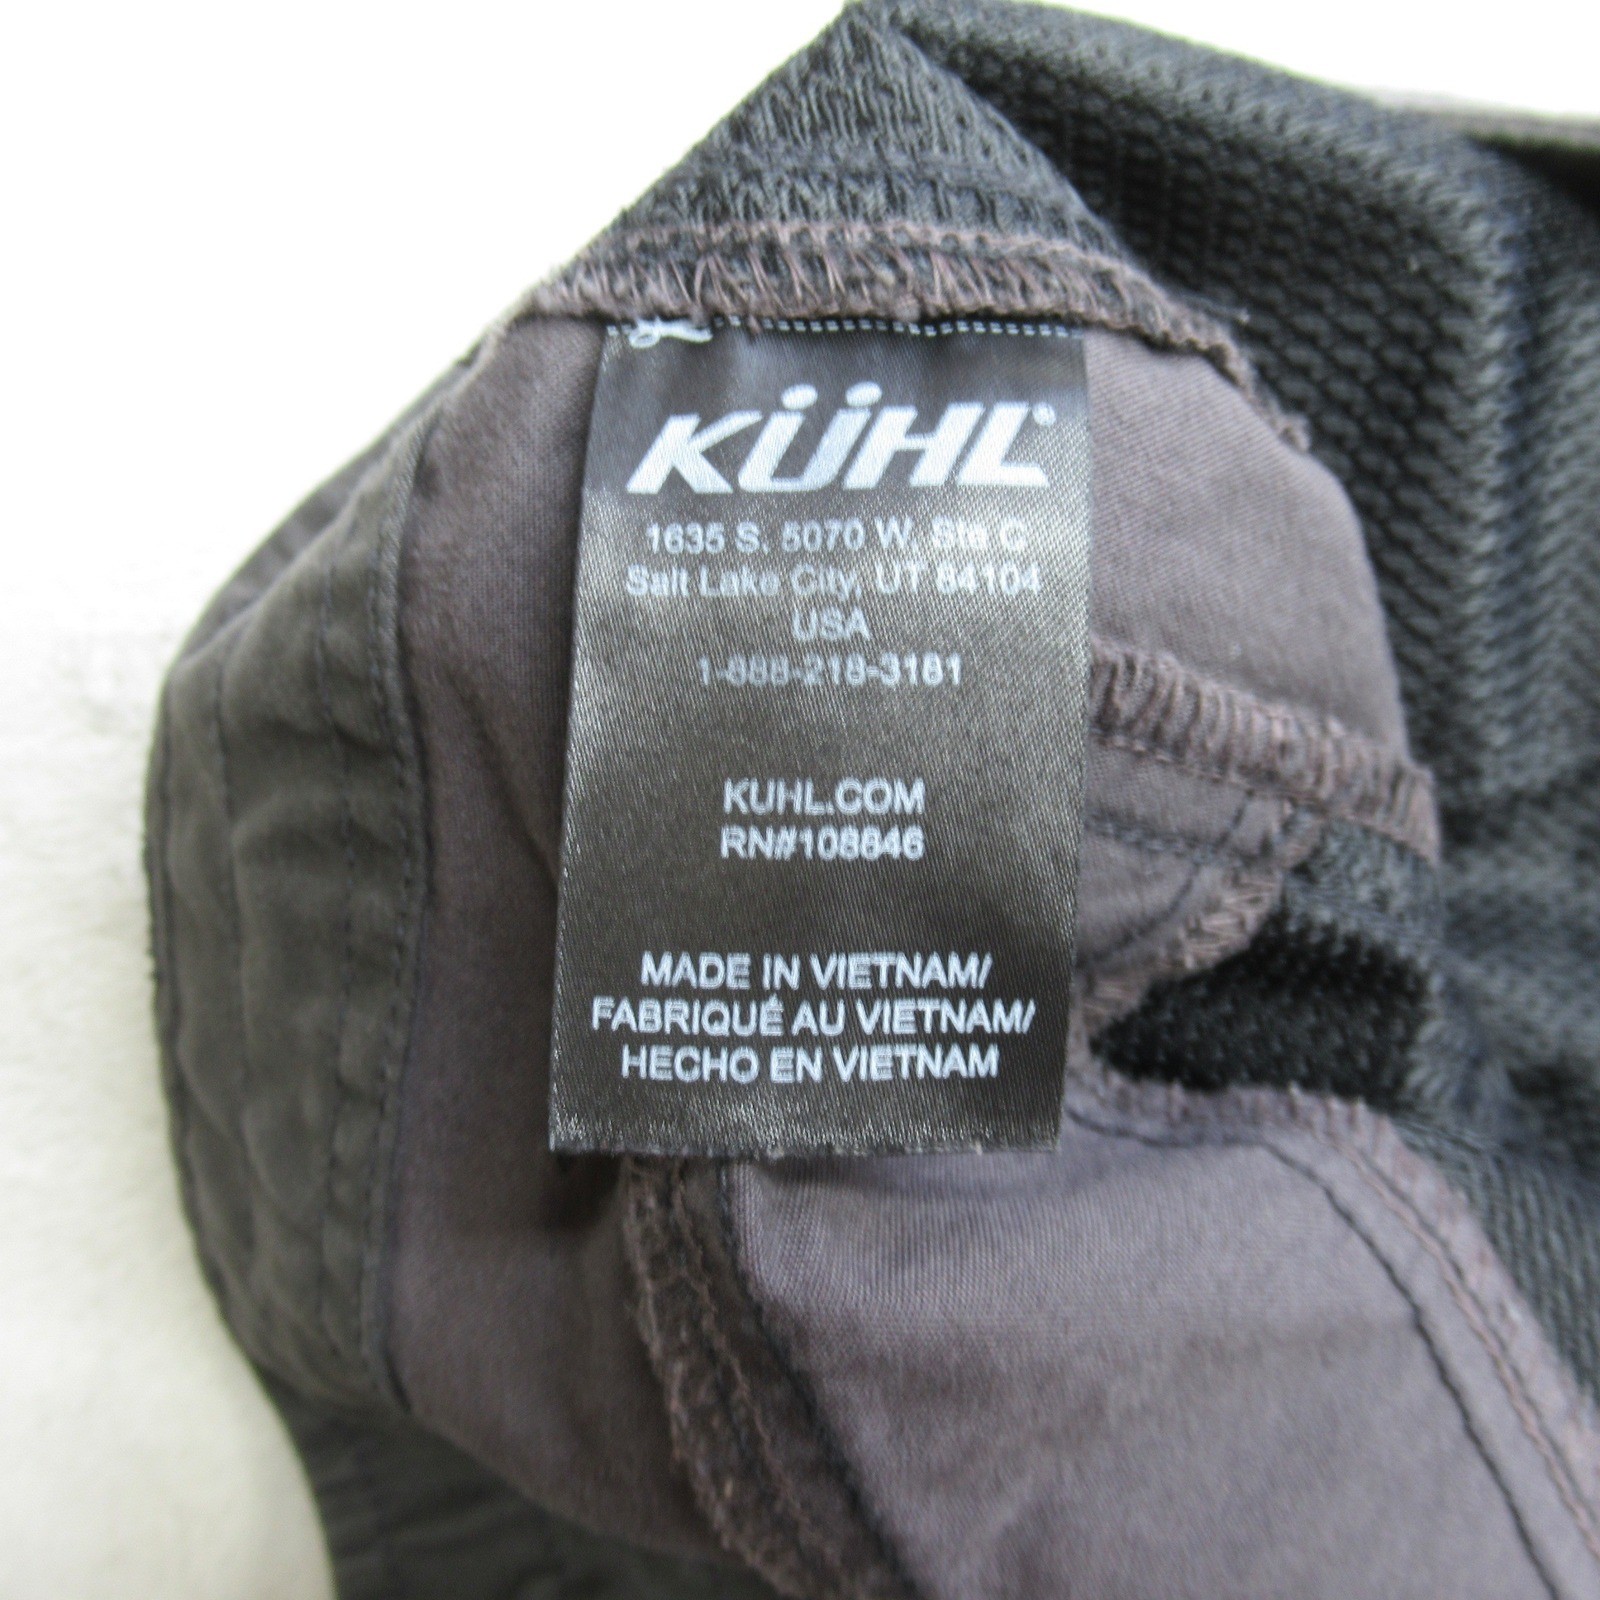 KÜHL®
1635 S. 5070 W. Ste C
Salt Lake City, UT 84104
USA
1-888-218-3181
KUHL.COM
RN#108846
MADE IN VIETNAM/
FABRIQUÉ AU VIETNAM/
HECHO EN VIETNAM